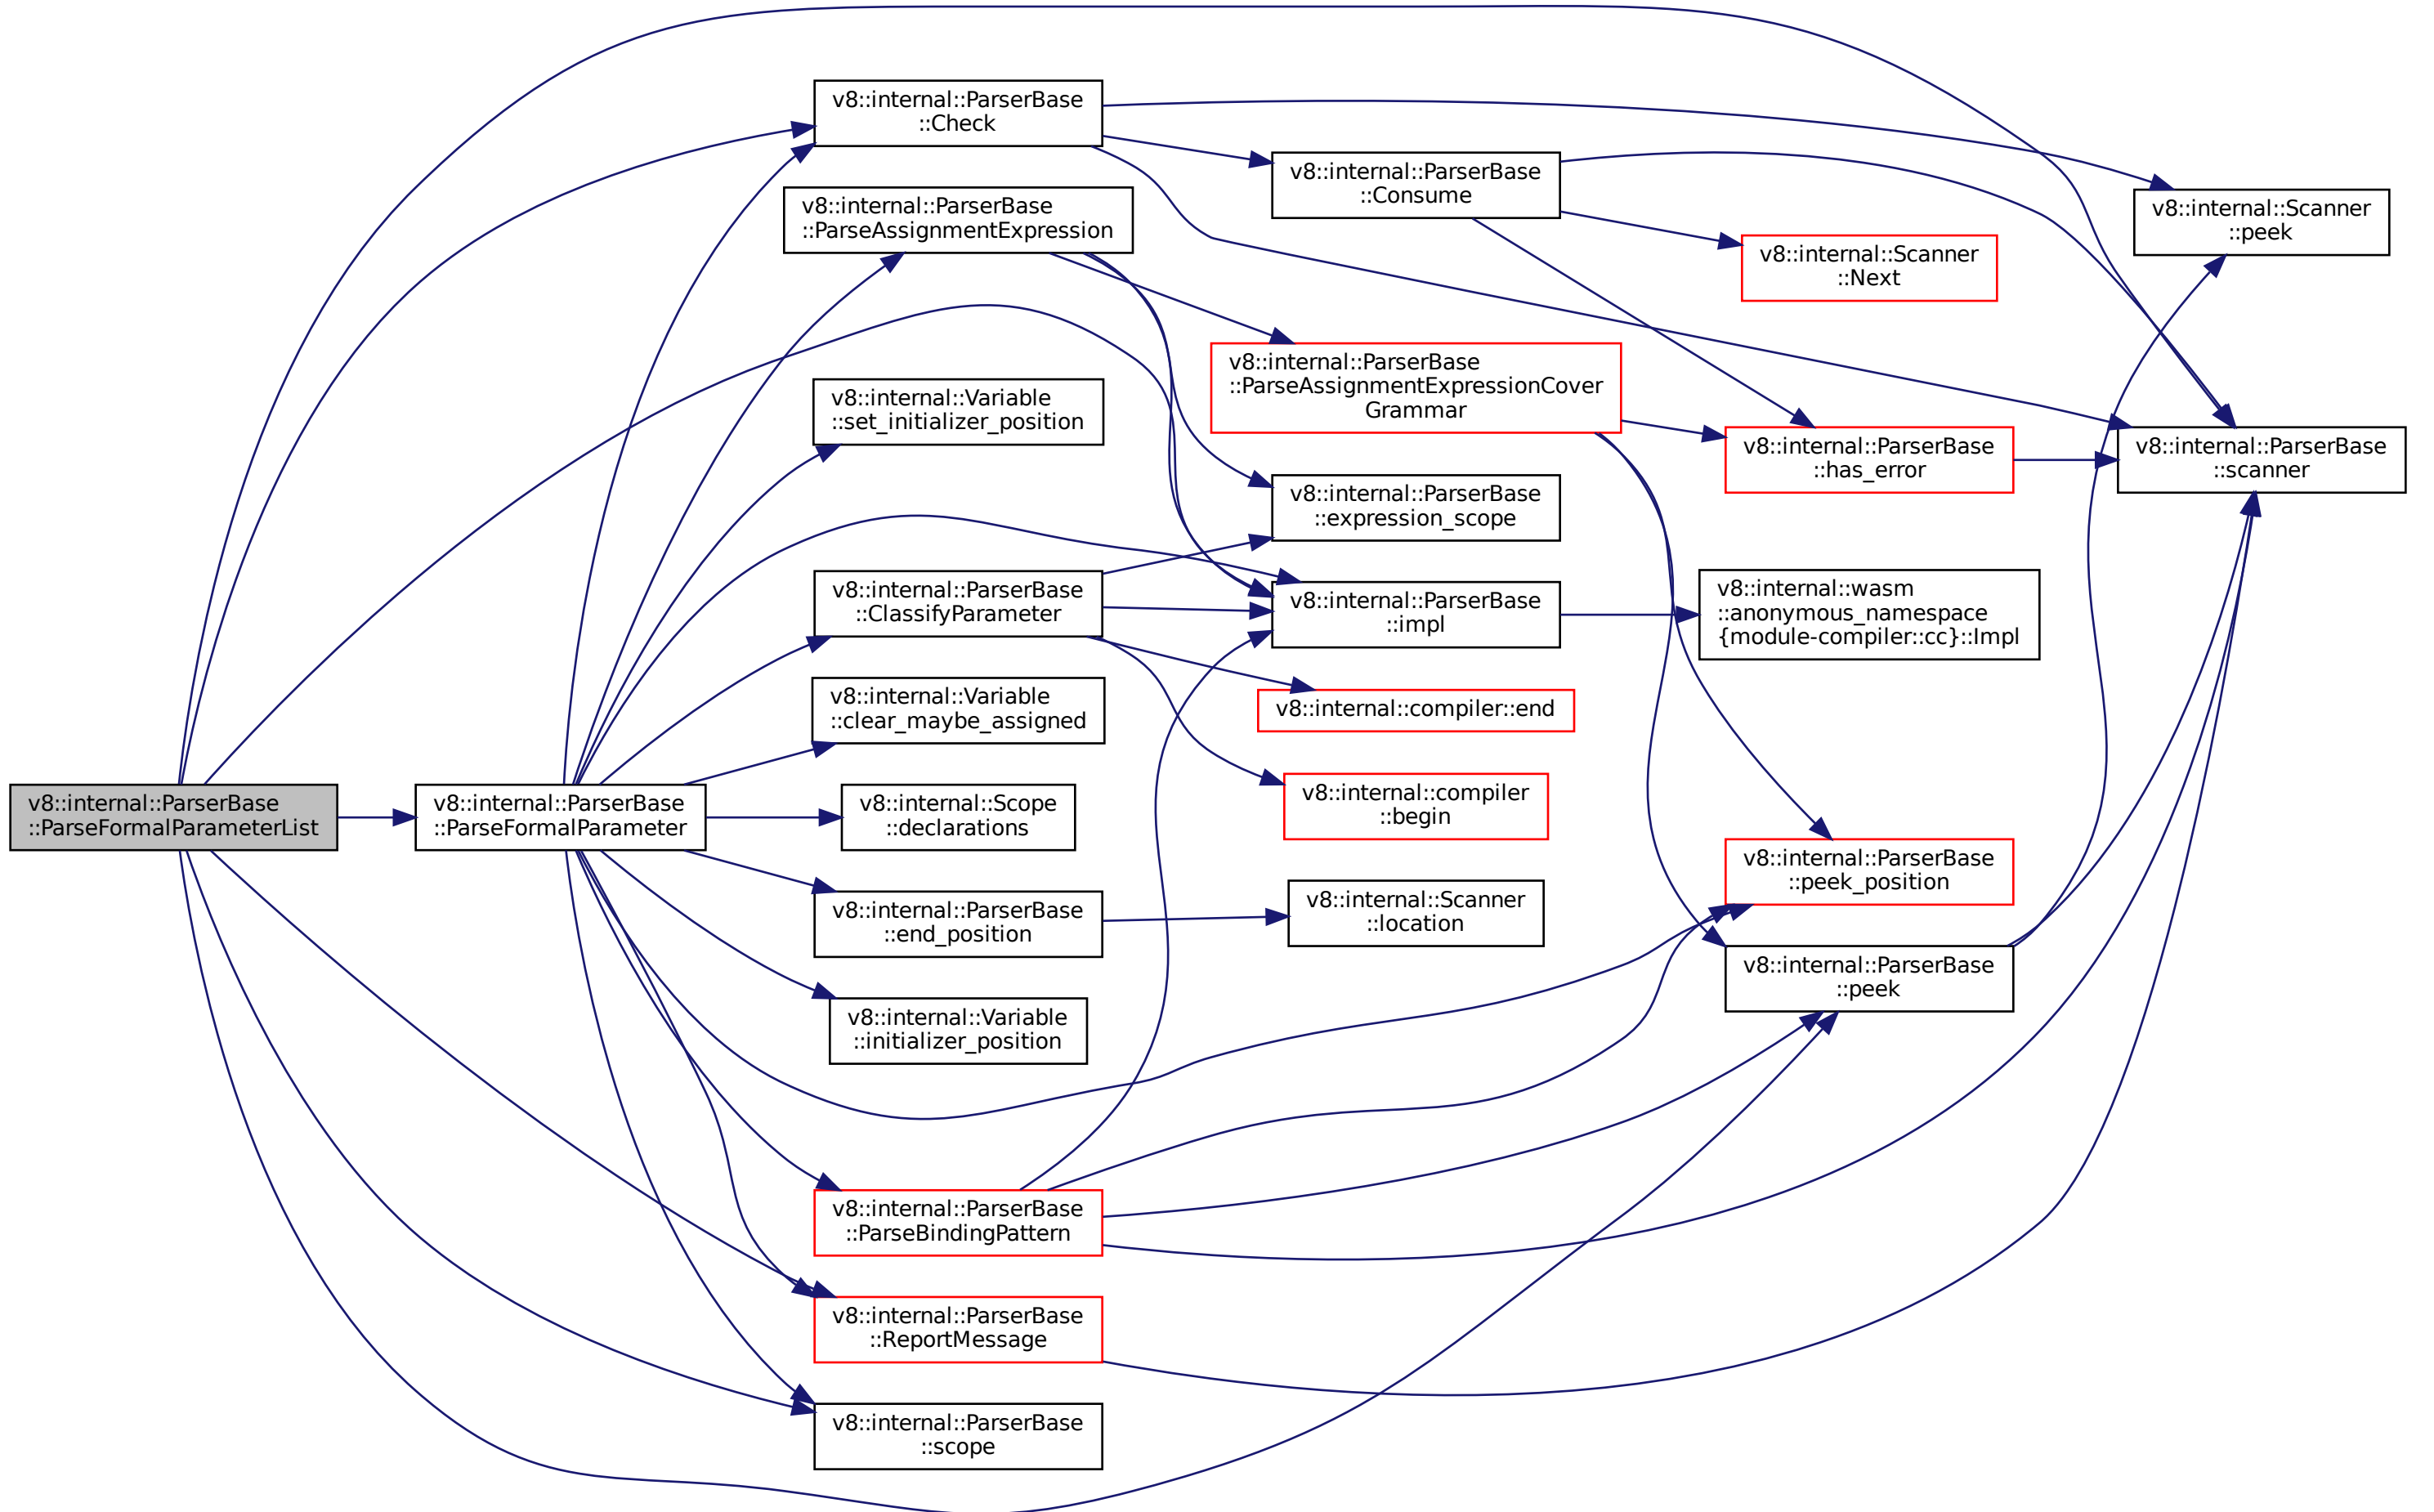 v8::internal::ParserBase
::ParseFormalParameterList
v8::internal::ParserBase
::ParseFormalParameter
v8::internal::ParserBase
::Check
v8::internal::ParserBase
::ParseAssignmentExpression
v8::internal::Variable
::set_initializer_position
v8::internal::ParserBase
::ClassifyParameter
v8::internal::Variable
::clear_maybe_assigned
v8::internal::Scope
::declarations
v8::internal::ParserBase
::end_position
v8::internal::Variable
::initializer_position
v8::internal::ParserBase
::ParseBindingPattern
v8::internal::ParserBase
::ReportMessage
v8::internal::ParserBase
::scope
v8::internal::ParserBase
::Consume
v8::internal::ParserBase
::ParseAssignmentExpressionCover
Grammar
v8::internal::ParserBase
::expression_scope
v8::internal::ParserBase
::impl
v8::internal::compiler::end
v8::internal::compiler
::begin
v8::internal::Scanner
::location
v8::internal::Scanner
::Next
v8::internal::ParserBase
::has_error
v8::internal::wasm
::anonymous_namespace
{module-compiler::cc}::Impl
v8::internal::ParserBase
::peek_position
v8::internal::ParserBase
::peek
v8::internal::Scanner
::peek
v8::internal::ParserBase
::scanner